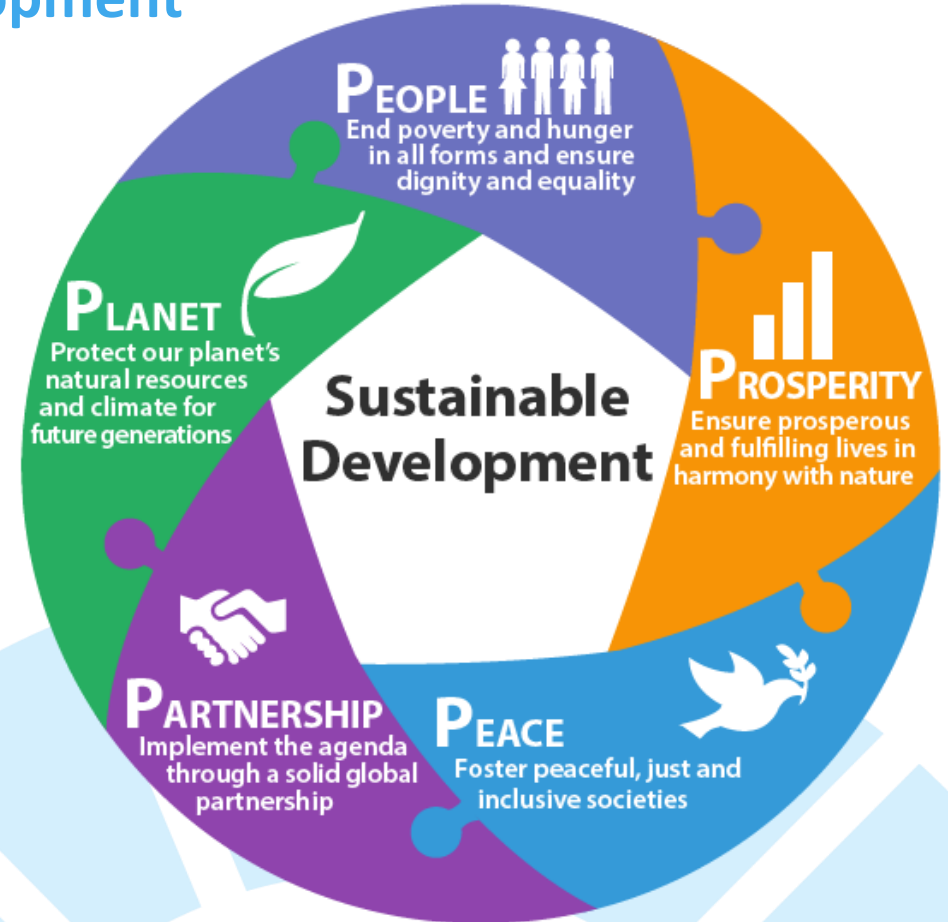 PEOPLE
End poverty and hunger
in all forms and ensure
dignity and equality
PLANET
Protect our planet's
natural resources
and climate for
future generations
Sustainable
Development
PROSPERITY
Ensure prosperous
and fulfilling lives in
harmony with nature
PARTNERSHIP
Implement the agenda
through a solid global
partnership
PEACE
Foster peaceful, just and
inclusive societies